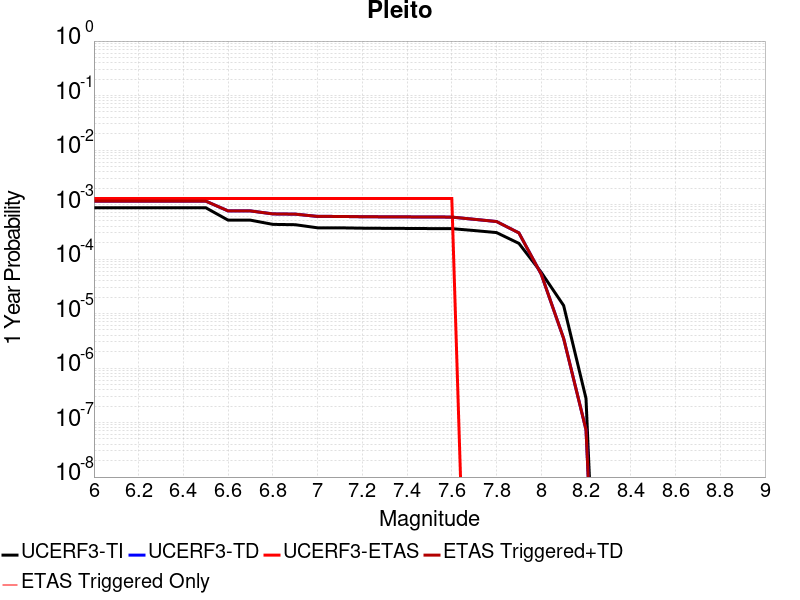 Pleito
10^0
10^-1
10^-2
10^-3
10^-4
10^-5
10^-6
10^-7
10^-8
1 Year Probability
6 6.2 6.4 6.6 6.8 7 7.2 7.4 7.6 7.8 8 8.2 8.4 8.6 8.8 9
Magnitude
UCERF3-TI UCERF3-TD UCERF3-ETAS ETAS Triggered+TD
ETAS Triggered Only